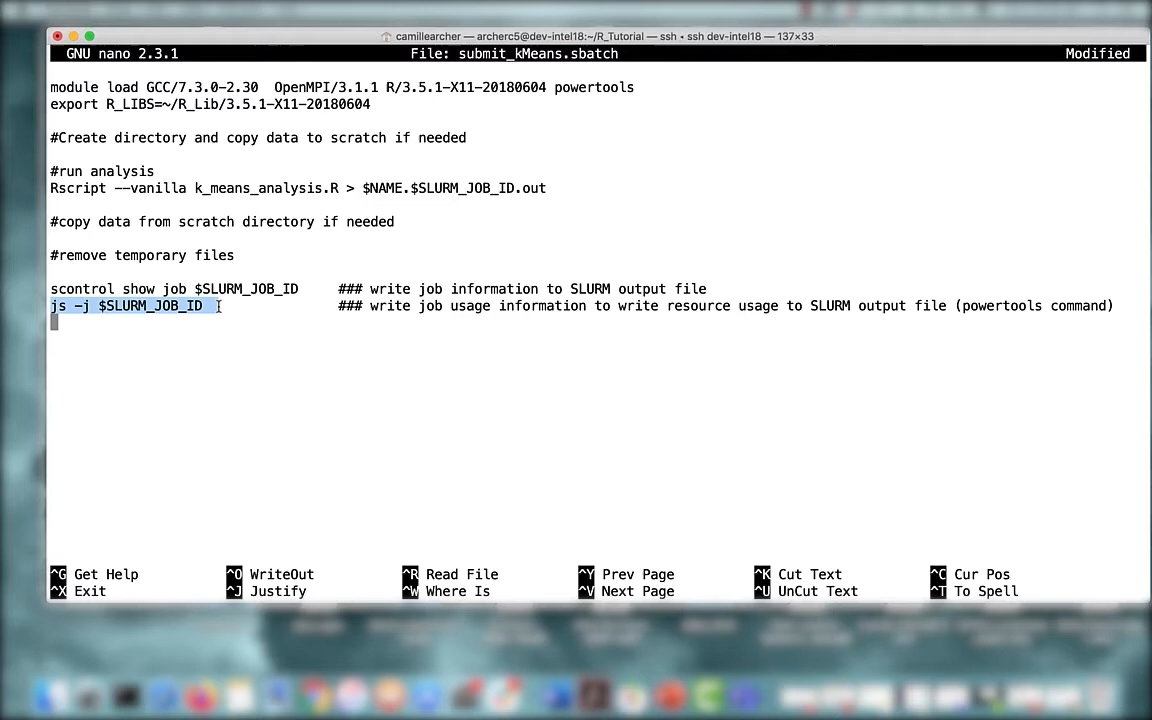 camillearcher — archerc5@dev-intel18:~/R_Tutorial — ssh ◂ ssh dev-intel18 — 137×33
GNU nano 2.3.1 File: submit_kMeans.sbatch Modified
module load GCC/7.3.0-2.30  OpenMPI/3.1.1 R/3.5.1-X11-20180604 powertools
export R_LIBS=~/R_Lib/3.5.1-X11-20180604
#Create directory and copy data to scratch if needed
#run analysis
Rscript --vanilla k_means_analysis.R > $NAME.$SLURM_JOB_ID.out
#copy data from scratch directory if needed
#remove temporary files
scontrol show job $SLURM_JOB_ID     ### write job information to SLURM output file
js -j $SLURM_JOB_ID                 ### write job usage information to write resource usage to SLURM output file (powertools command)
^G Get Help ^O WriteOut ^R Read File ^Y Prev Page ^K Cut Text ^C Cur Pos
^X Exit ^J Justify ^W Where Is ^V Next Page ^U UnCut Text ^T To Spell